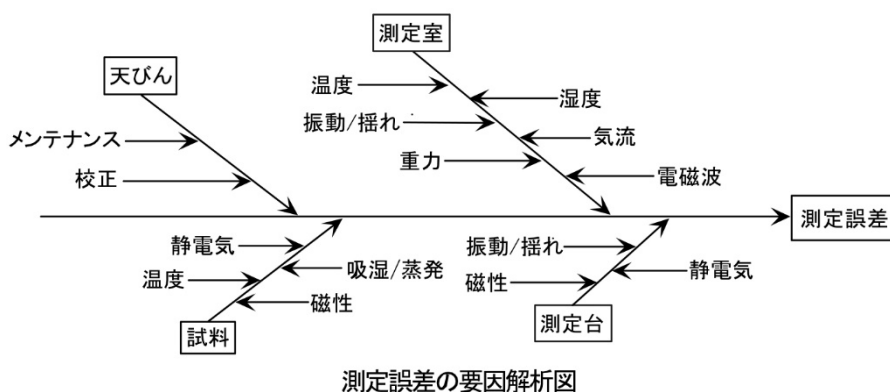 測定室
天びん
温度
湿度
振動/揺れ
気流
メンテナンス
重力
校正
電磁波
測定誤差
静電気
吸湿/蒸発
温度
磁性
試料
振動/揺れ
静電気
磁性
測定台
測定誤差の要因解析図